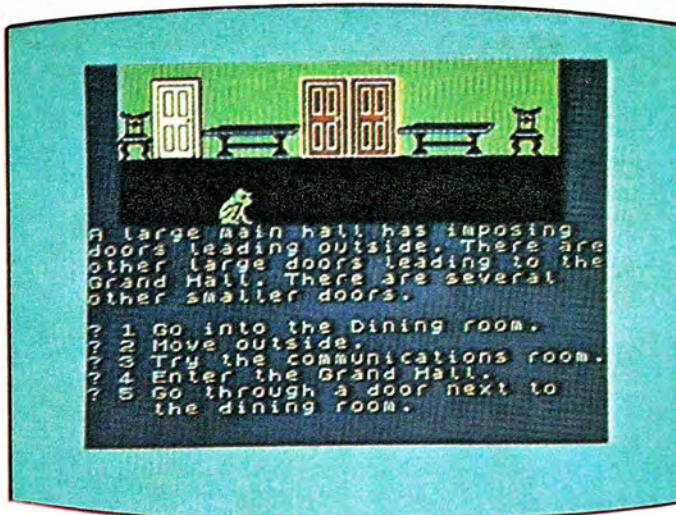 A large main hall has imposing
doors leading outside. There are
other large doors leading to the
Grand Hall. There are several
other smaller doors.
? 1 Go into the Dining room.
? 2 Move outside.
? 3 Try the communications room.
? 4 Enter the Grand Hall.
? 5 Go through a door next to
the dining room.